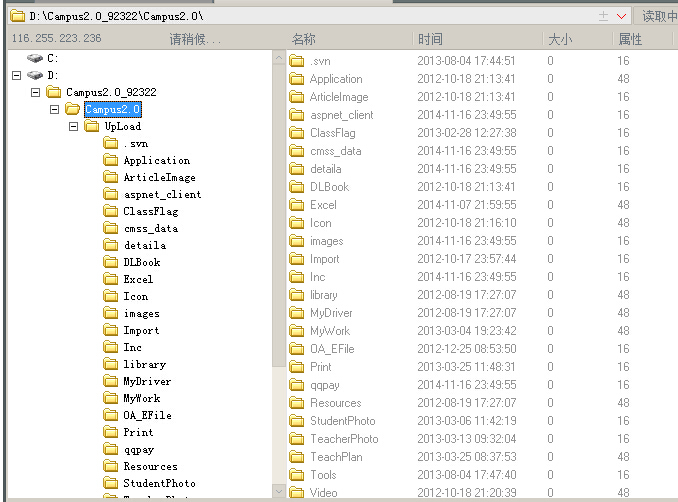 D:\Campus2.0_92322\Campus2.0\ 读取中
116.255.223.236 请稍候... 名称 时间 大小 属性
C:
D:
Campus2.0_92322
Campus2.0
UpLoad
.svn
Application
ArticleImage
aspnet_client
ClassFlag
cmss_data
detaila
DLBook
Excel
Icon
images
Import
Inc
library
MyDriver
MyWork
OA_EFile
Print
qqpay
Resources
StudentPhoto
TeacherPhoto
.svn 2013-08-04 17:44:51 0 16
Application 2012-10-18 21:13:41 0 48
ArticleImage 2012-10-18 21:13:41 0 48
aspnet_client 2014-11-16 23:49:55 0 16
ClassFlag 2013-02-28 12:27:38 0 16
cmss_data 2014-11-16 23:49:55 0 16
detaila 2014-11-16 23:49:55 0 16
DLBook 2012-10-18 21:13:41 0 48
Excel 2014-11-07 21:59:55 0 48
Icon 2012-10-18 21:16:10 0 48
images 2014-11-16 23:49:55 0 16
Import 2012-10-17 23:57:44 0 16
Inc 2014-11-16 23:49:55 0 16
library 2012-08-19 17:27:07 0 48
MyDriver 2012-08-19 17:27:07 0 48
MyWork 2013-03-04 19:23:42 0 16
OA_EFile 2012-12-25 08:53:50 0 16
Print 2013-03-25 11:48:31 0 16
qqpay 2014-11-16 23:49:55 0 16
Resources 2012-08-19 17:27:07 0 48
StudentPhoto 2013-03-06 11:42:19 0 16
TeacherPhoto 2013-03-13 09:32:04 0 16
TeachPlan 2013-03-25 08:37:53 0 48
Tools 2013-08-04 17:47:40 0 16
Video 2012-10-18 21:20:39 0 48